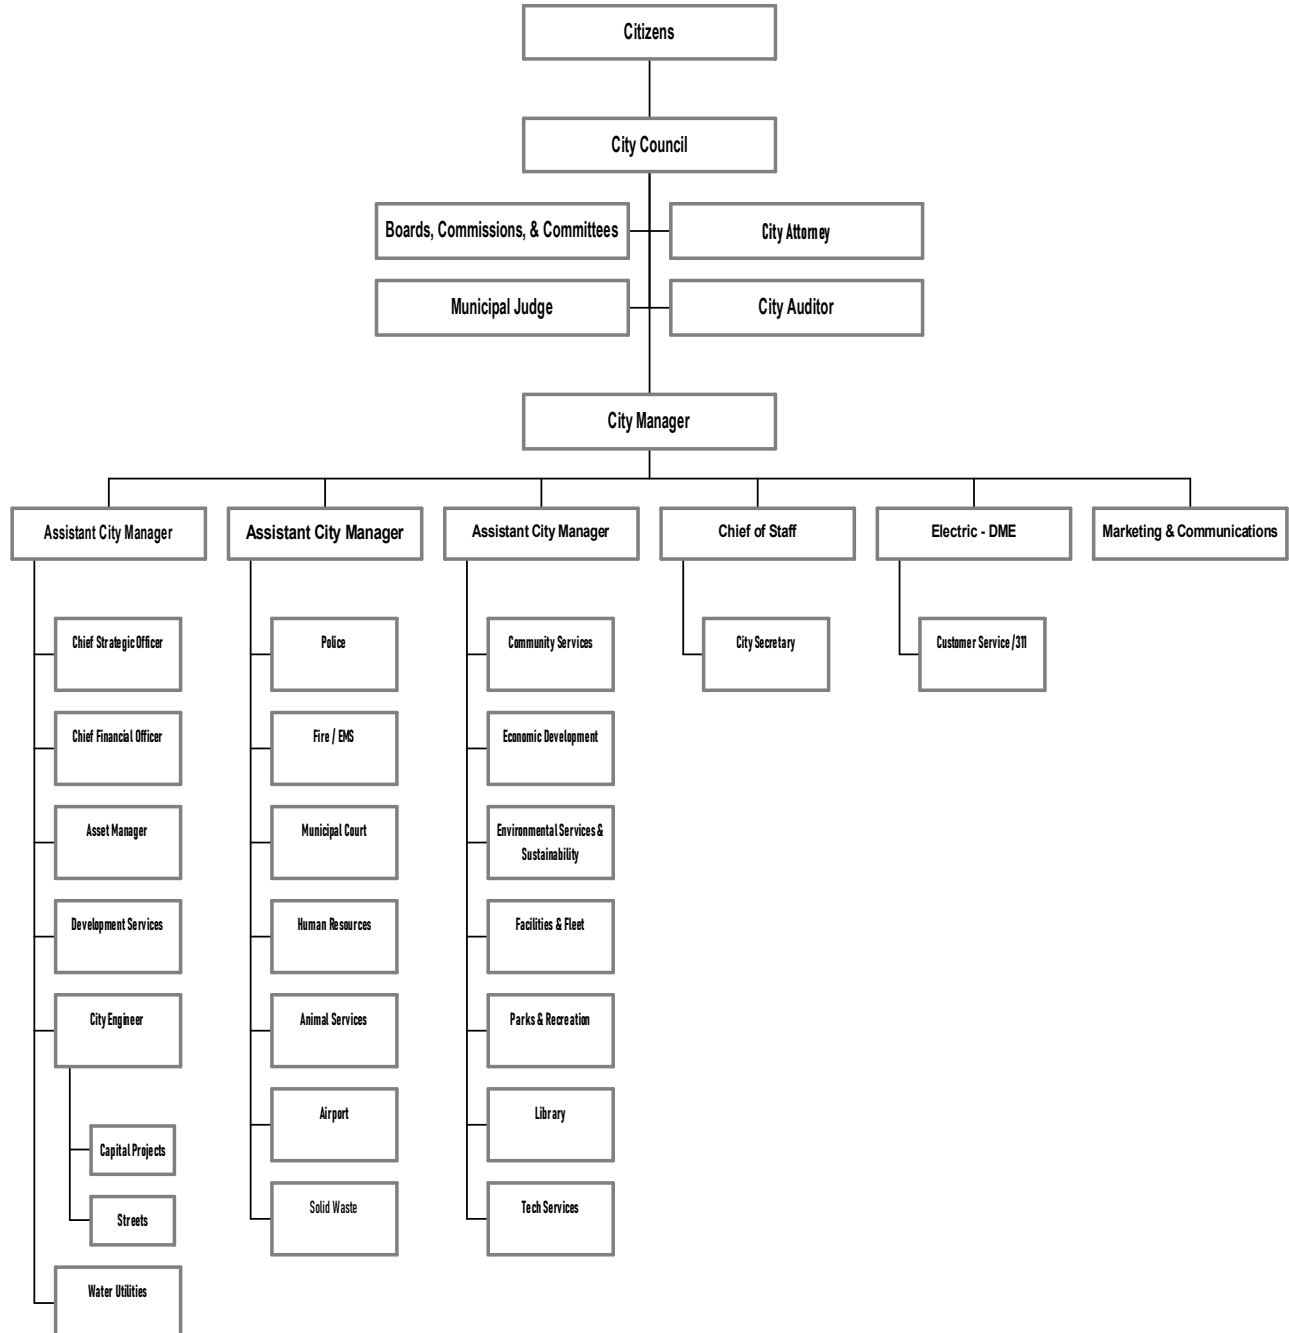 Citizens
City Council
Boards, Commissions, & Committees
City Attorney
Municipal Judge
City Auditor
City Manager
Assistant City Manager
Assistant City Manager
Assistant City Manager
Chief of Staff
Electric - DME
Marketing & Communications
Chief Strategic Officer
Police
Community Services
City Secretary
Customer Service / 311
Chief Financial Officer
Fire / EMS
Economic Development
Asset Manager
Municipal Court
Environmental Services &
Sustainability
Development Services
Human Resources
Facilities & Fleet
City Engineer
Animal Services
Parks & Recreation
Airport
Library
Capital Projects
Solid Waste
Tech Services
Streets
Water Utilities